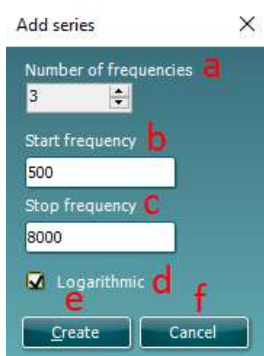 Add series
Number of frequencies a
3
Start frequency b
500
Stop frequency c
8000
Logarithmic d
e f
Create Cancel